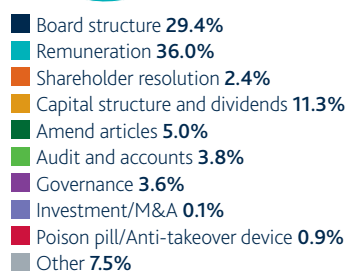 Board structure 29.4%
Remuneration 36.0%
Shareholder resolution 2.4%
Capital structure and dividends 11.3%
Amend articles 5.0%
Audit and accounts 3.8%
Governance 3.6%
Investment/M&A 0.1%
Poison pill/Anti-takeover device 0.9%
Other 7.5%